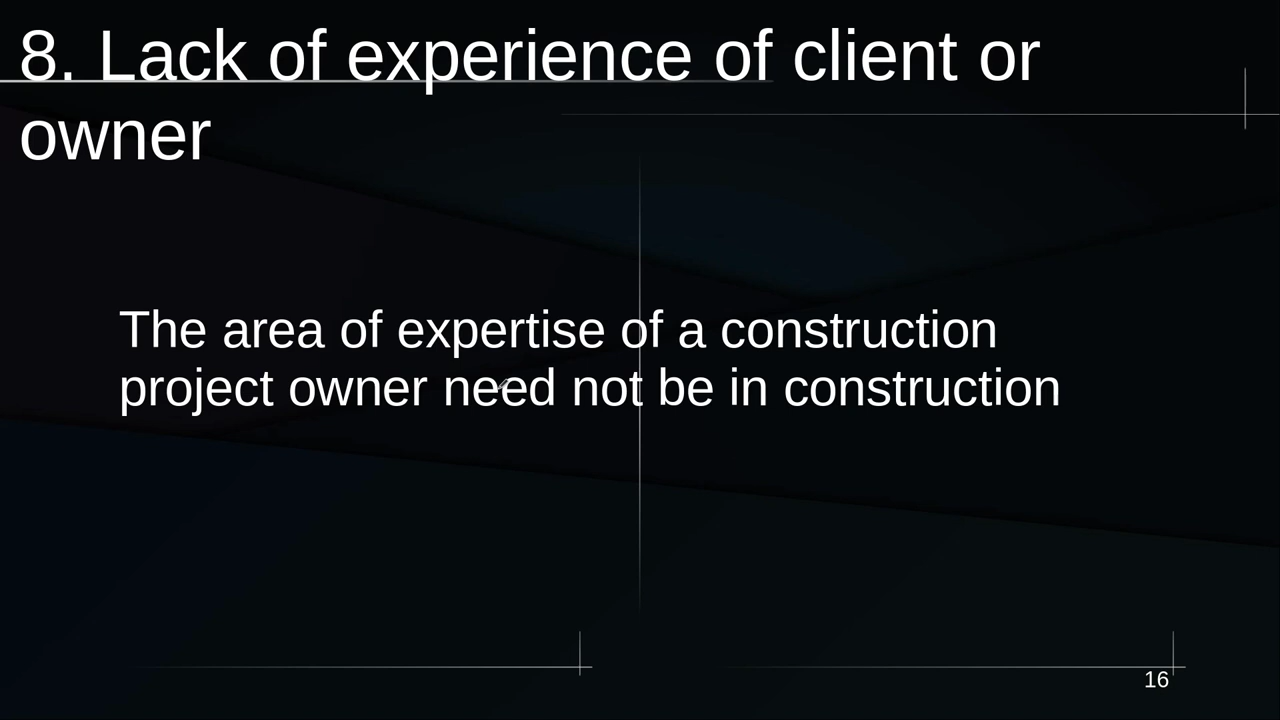 8. Lack of experience of client or
owner
The area of expertise of a construction
project owner need not be in construction
16